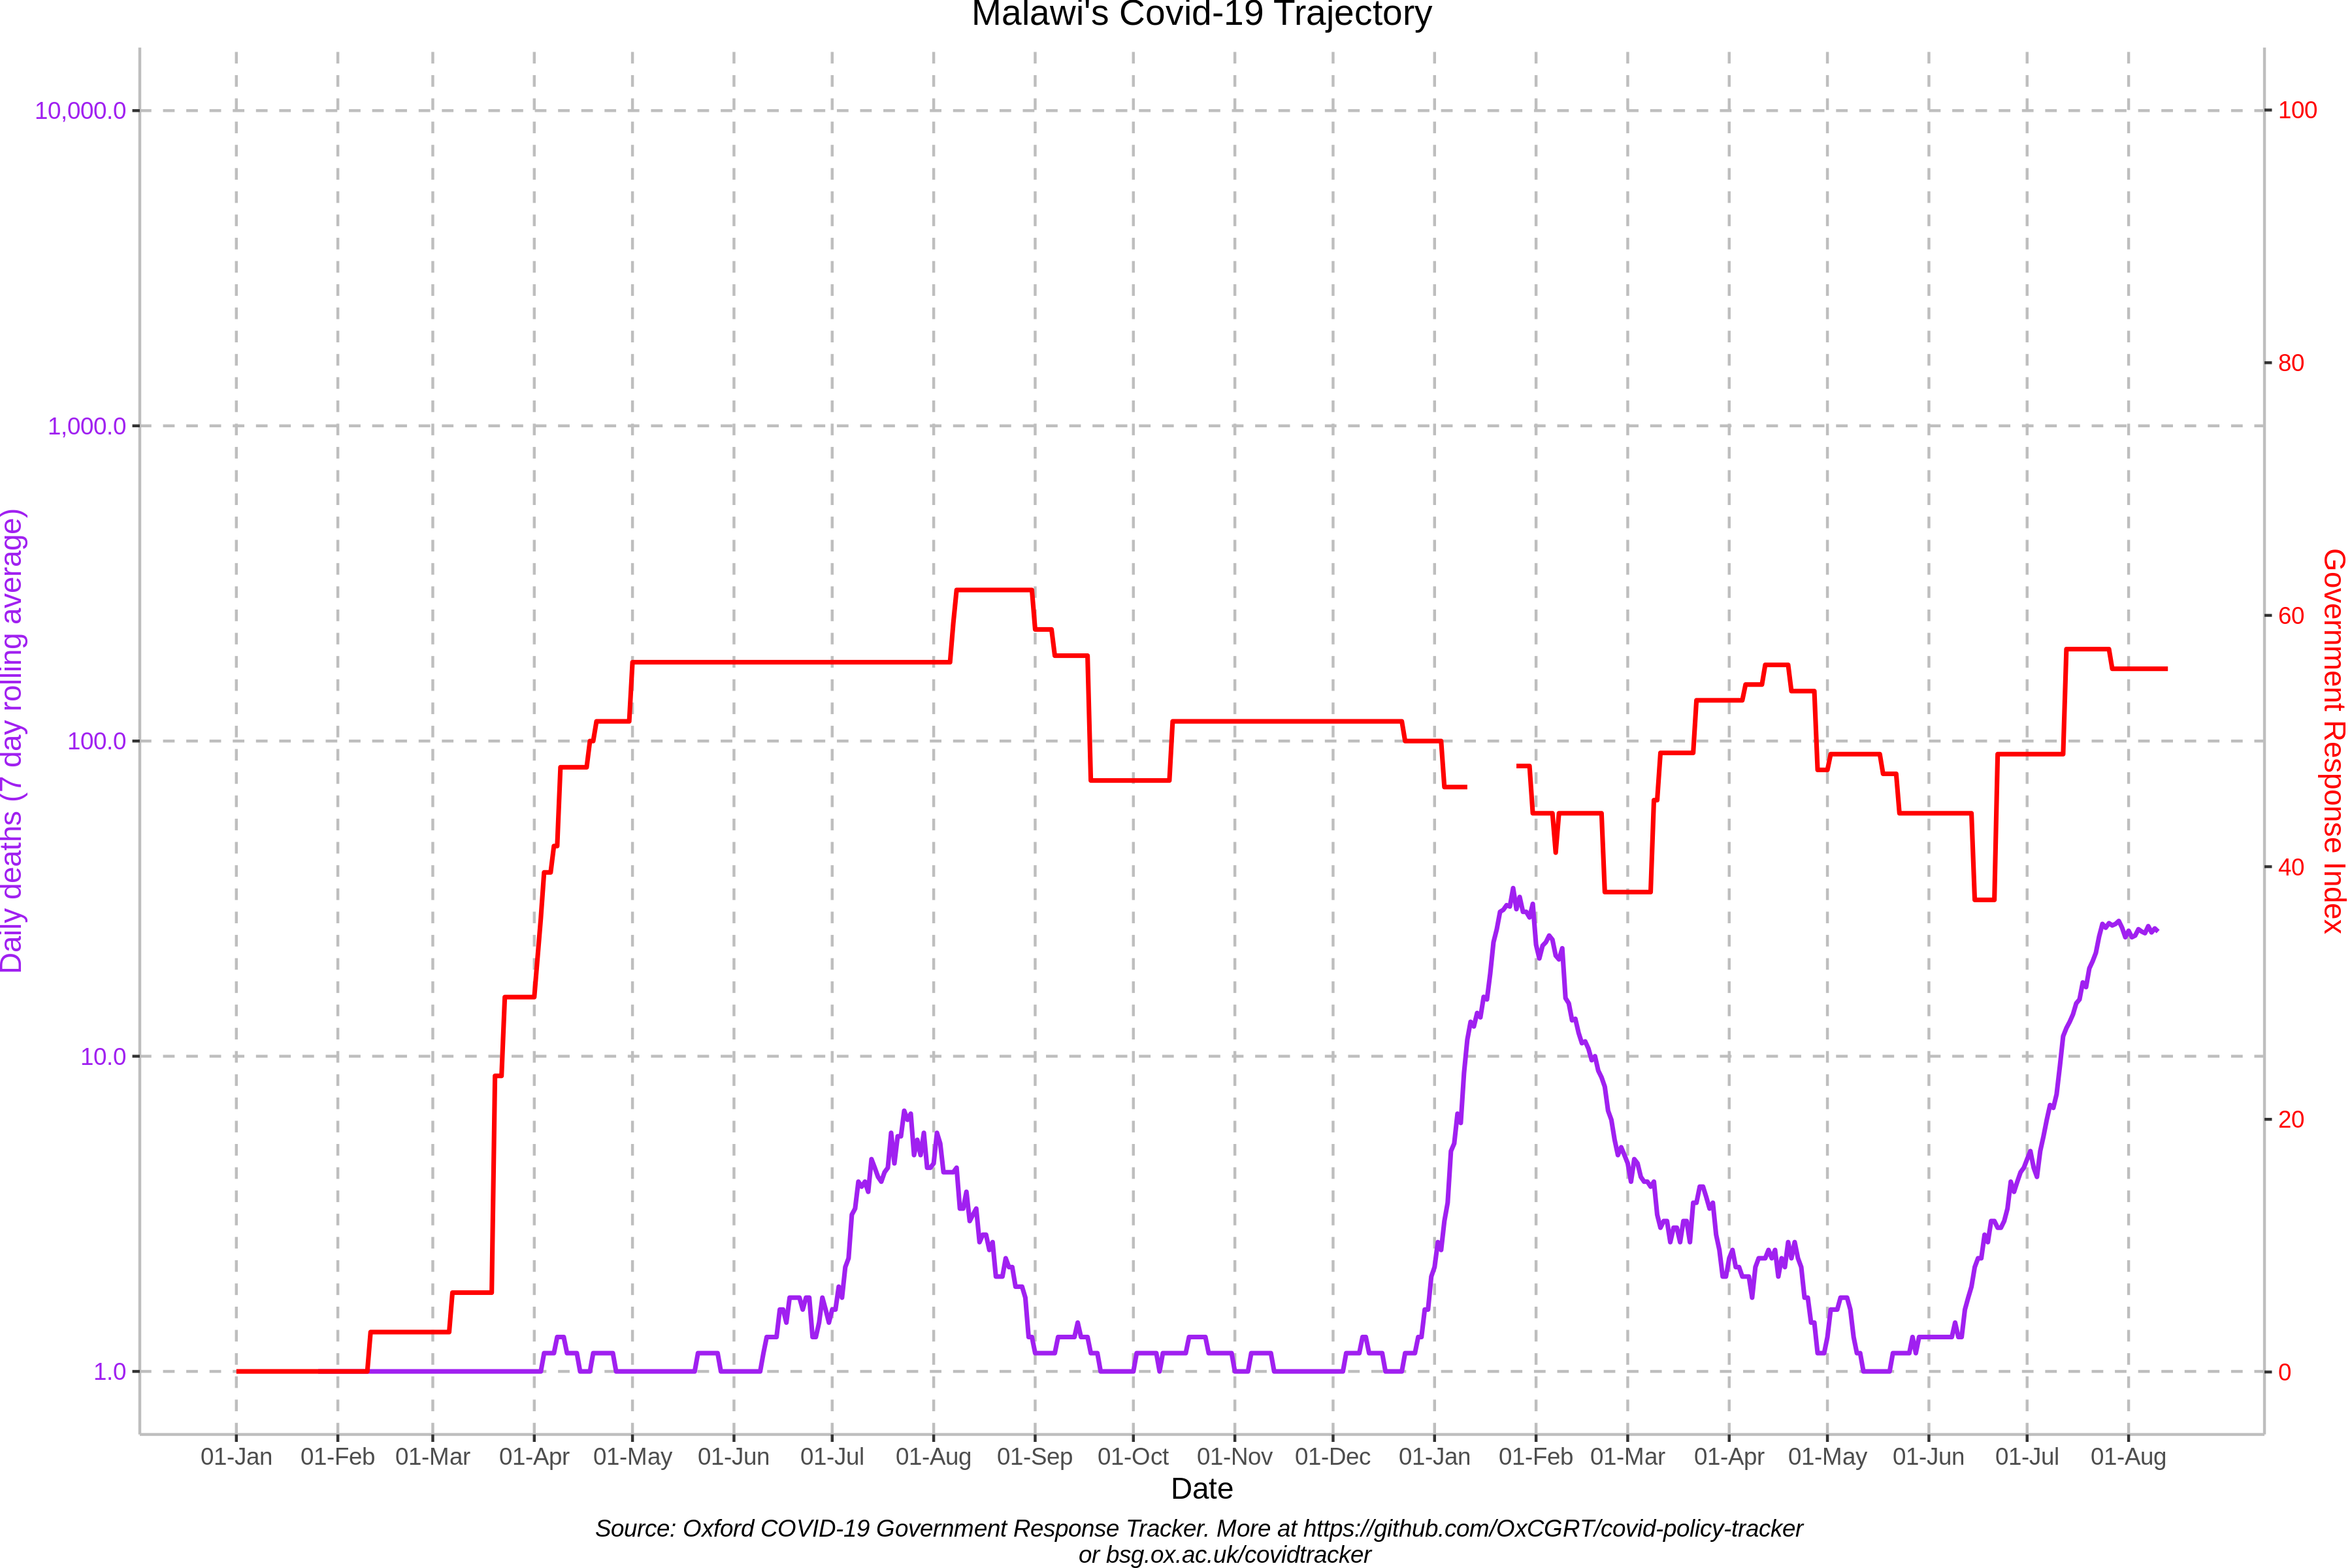 Malawi's Covid-19 Trajectory
10,000.0
1,000.0
100.0
10.0
1.0
Daily deaths (7 day rolling average)
100
80
60
40
20
0
Government Response Index
01-Jan 01-Feb 01-Mar 01-Apr 01-May 01-Jun 01-Jul 01-Aug 01-Sep 01-Oct 01-Nov 01-Dec 01-Jan 01-Feb 01-Mar 01-Apr 01-May 01-Jun 01-Jul 01-Aug
Date
Source: Oxford COVID-19 Government Response Tracker. More at https://github.com/OxCGRT/covid-policy-tracker
or bsg.ox.ac.uk/covidtracker